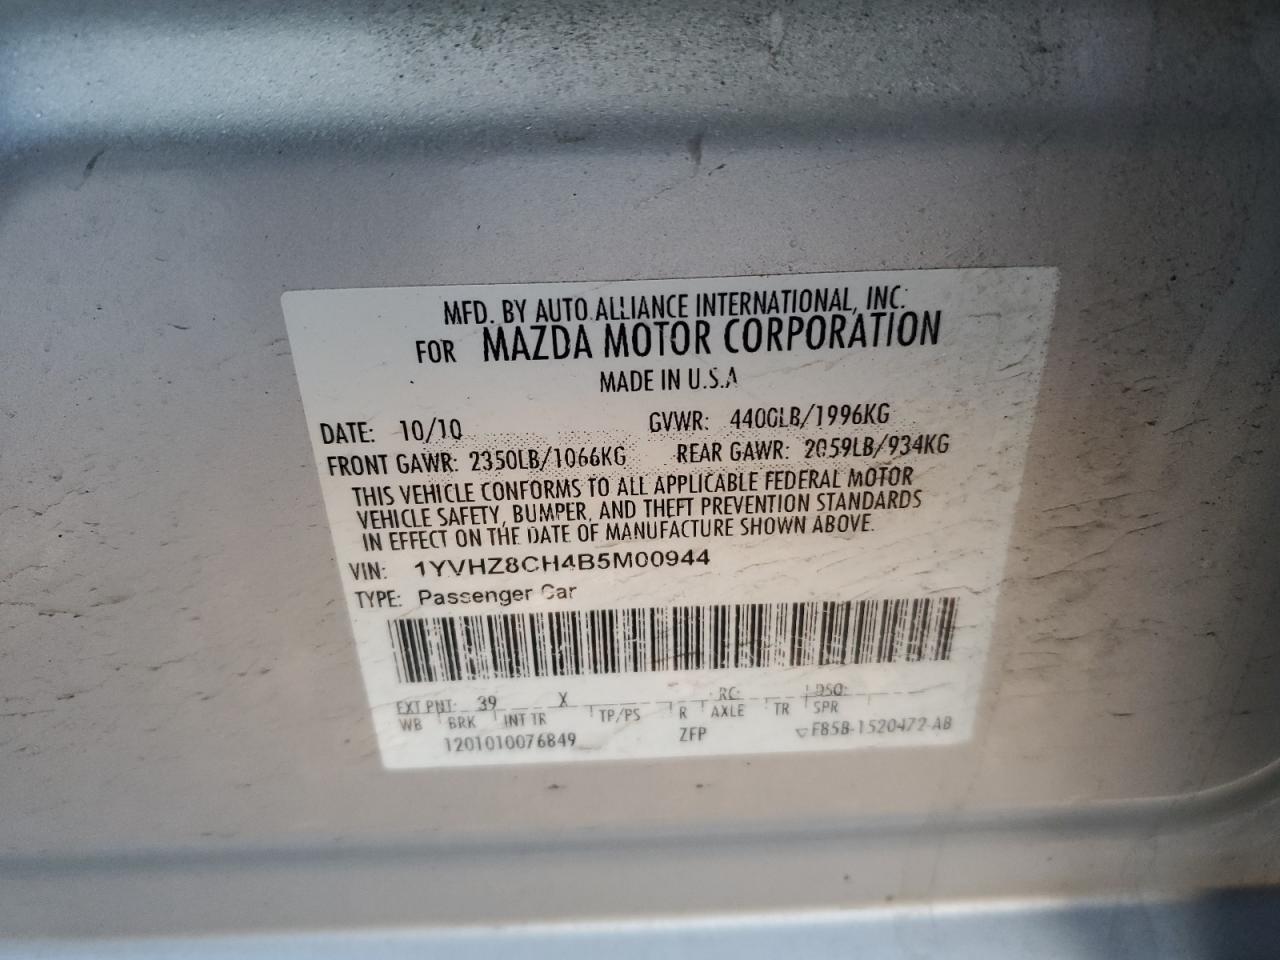 MFD. BY AUTO ALLIANCE INTERNATIONAL, INC.
FOR MAZDA MOTOR CORPORATION
MADE IN U.S.A
DATE: 10/10 GVWR: 4400LB/1996KG
FRONT GAWR: 2350LB/1066KG REAR GAWR: 2059LB/934KG
THIS VEHICLE CONFORMS TO ALL APPLICABLE FEDERAL MOTOR
VEHICLE SAFETY, BUMPER, AND THEFT PREVENTION STANDARDS
IN EFFECT ON THE DATE OF MANUFACTURE SHOWN ABOVE.
VIN: 1YVHZ8CH4B5M00944
TYPE: Passenger Car
EXT PNT: 39 X RC: DSO:
WB BRK INT TR TP/PS R AXLE TR SPR
1201010076849 ZFP F85B-1520472-AB